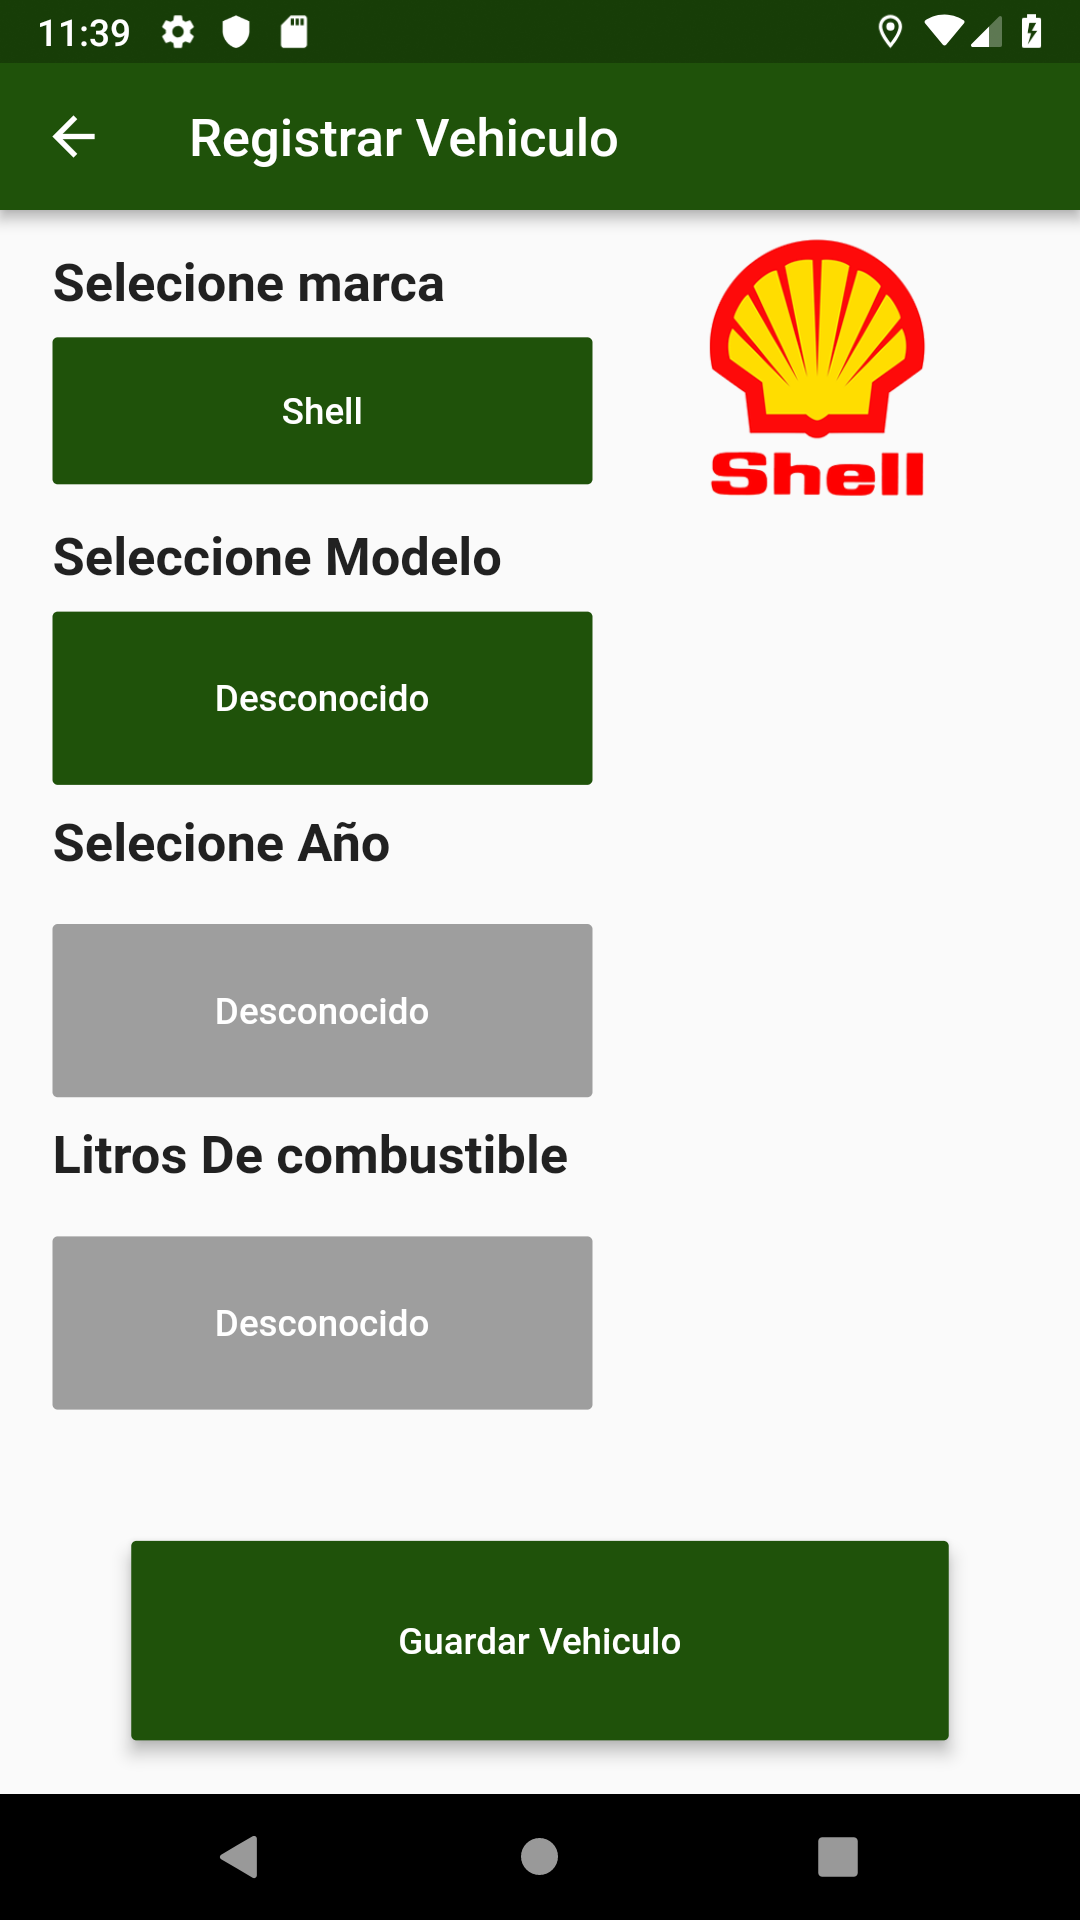 11:39
Registrar Vehiculo
Selecione marca
Shell
Shell
Seleccione Modelo
Desconocido
Selecione Año
Desconocido
Litros De combustible
Desconocido
Guardar Vehiculo